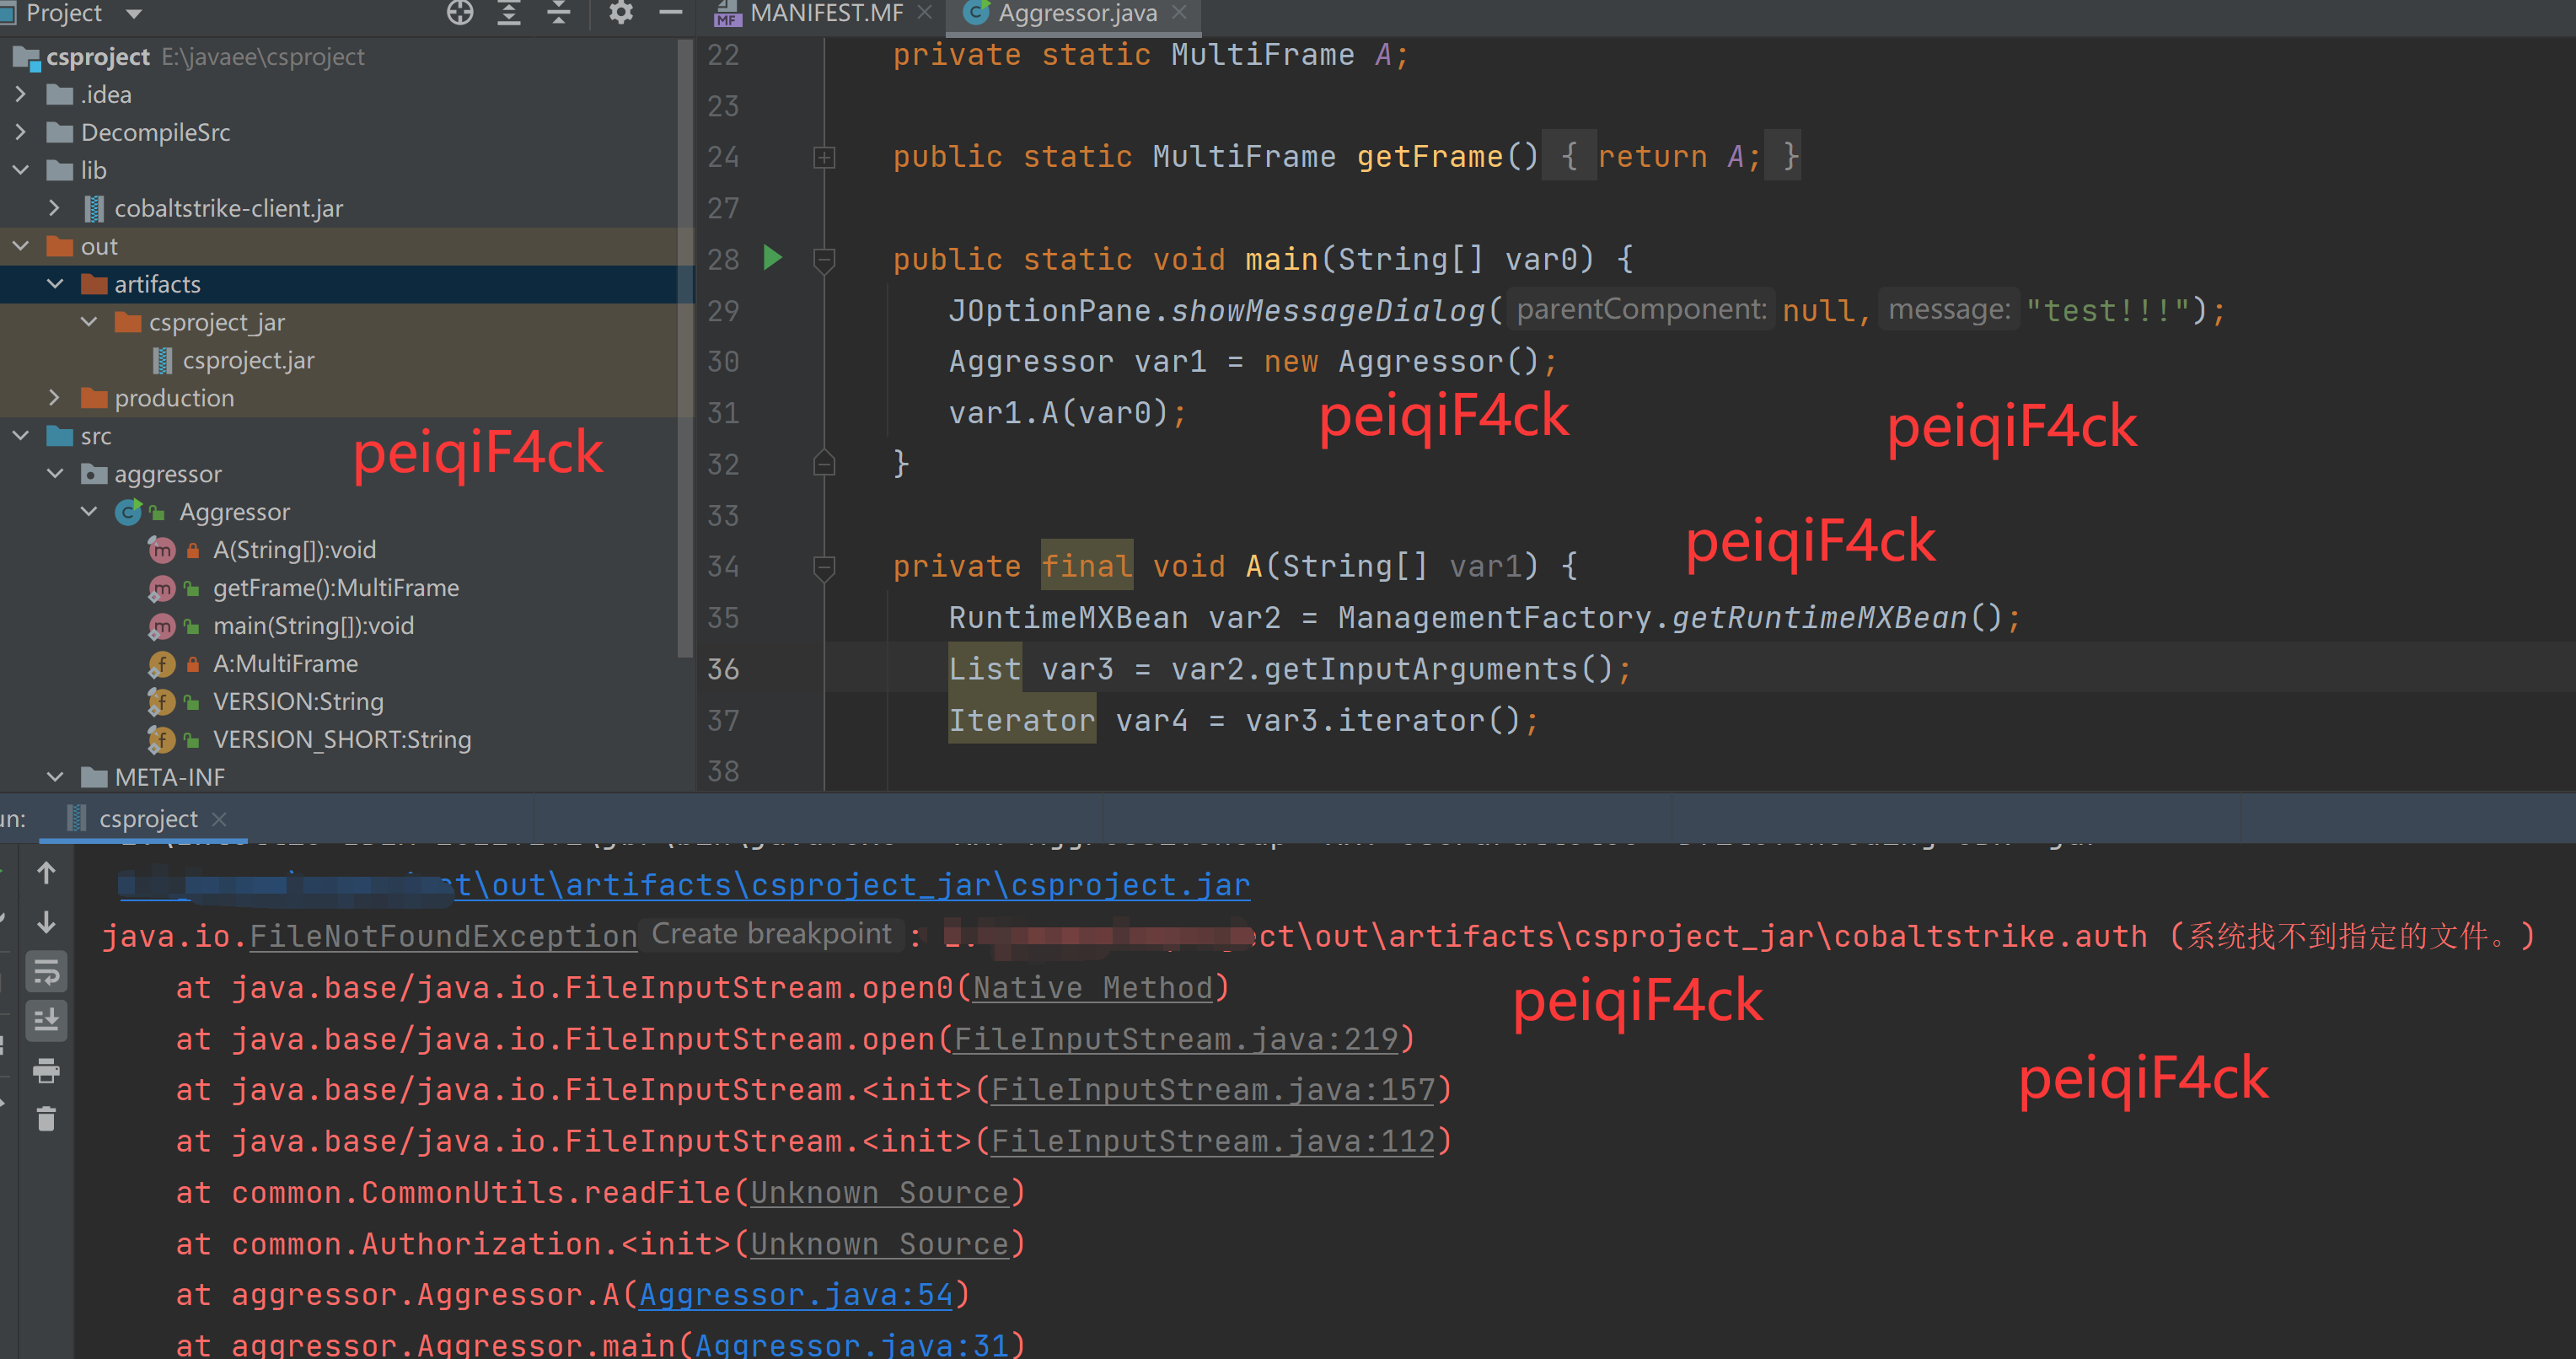 Project
MANIFEST.MF
Aggressor.java
csproject E:\javaee\csproject
.idea
DecompileSrc
lib
cobaltstrike-client.jar
out
artifacts
csproject_jar
csproject.jar
production
src
aggressor
Aggressor
A(String[]):void
getFrame():MultiFrame
main(String[]):void
A:MultiFrame
VERSION:String
VERSION_SHORT:String
META-INF
peiqiF4ck
22 private static MultiFrame A;
23
24 public static MultiFrame getFrame() { return A; }
27
28 public static void main(String[] var0) {
29 JOptionPane.showMessageDialog( parentComponent: null, message: "test!!!");
30 Aggressor var1 = new Aggressor();
31 var1.A(var0);
32 }
33
34 private final void A(String[] var1) {
35 RuntimeMXBean var2 = ManagementFactory.getRuntimeMXBean();
36 List var3 = var2.getInputArguments();
37 Iterator var4 = var3.iterator();
38
peiqiF4ck
peiqiF4ck
peiqiF4ck
un: csproject
t\out\artifacts\csproject_jar\csproject.jar
java.io.FileNotFoundException Create breakpoint : ct\out\artifacts\csproject_jar\cobaltstrike.auth (系统找不到指定的文件。)
at java.base/java.io.FileInputStream.open0(Native Method)
at java.base/java.io.FileInputStream.open(FileInputStream.java:219)
at java.base/java.io.FileInputStream.<init>(FileInputStream.java:157)
at java.base/java.io.FileInputStream.<init>(FileInputStream.java:112)
at common.CommonUtils.readFile(Unknown Source)
at common.Authorization.<init>(Unknown Source)
at aggressor.Aggressor.A(Aggressor.java:54)
at aggressor.Aggressor.main(Aggressor.java:31)
peiqiF4ck
peiqiF4ck